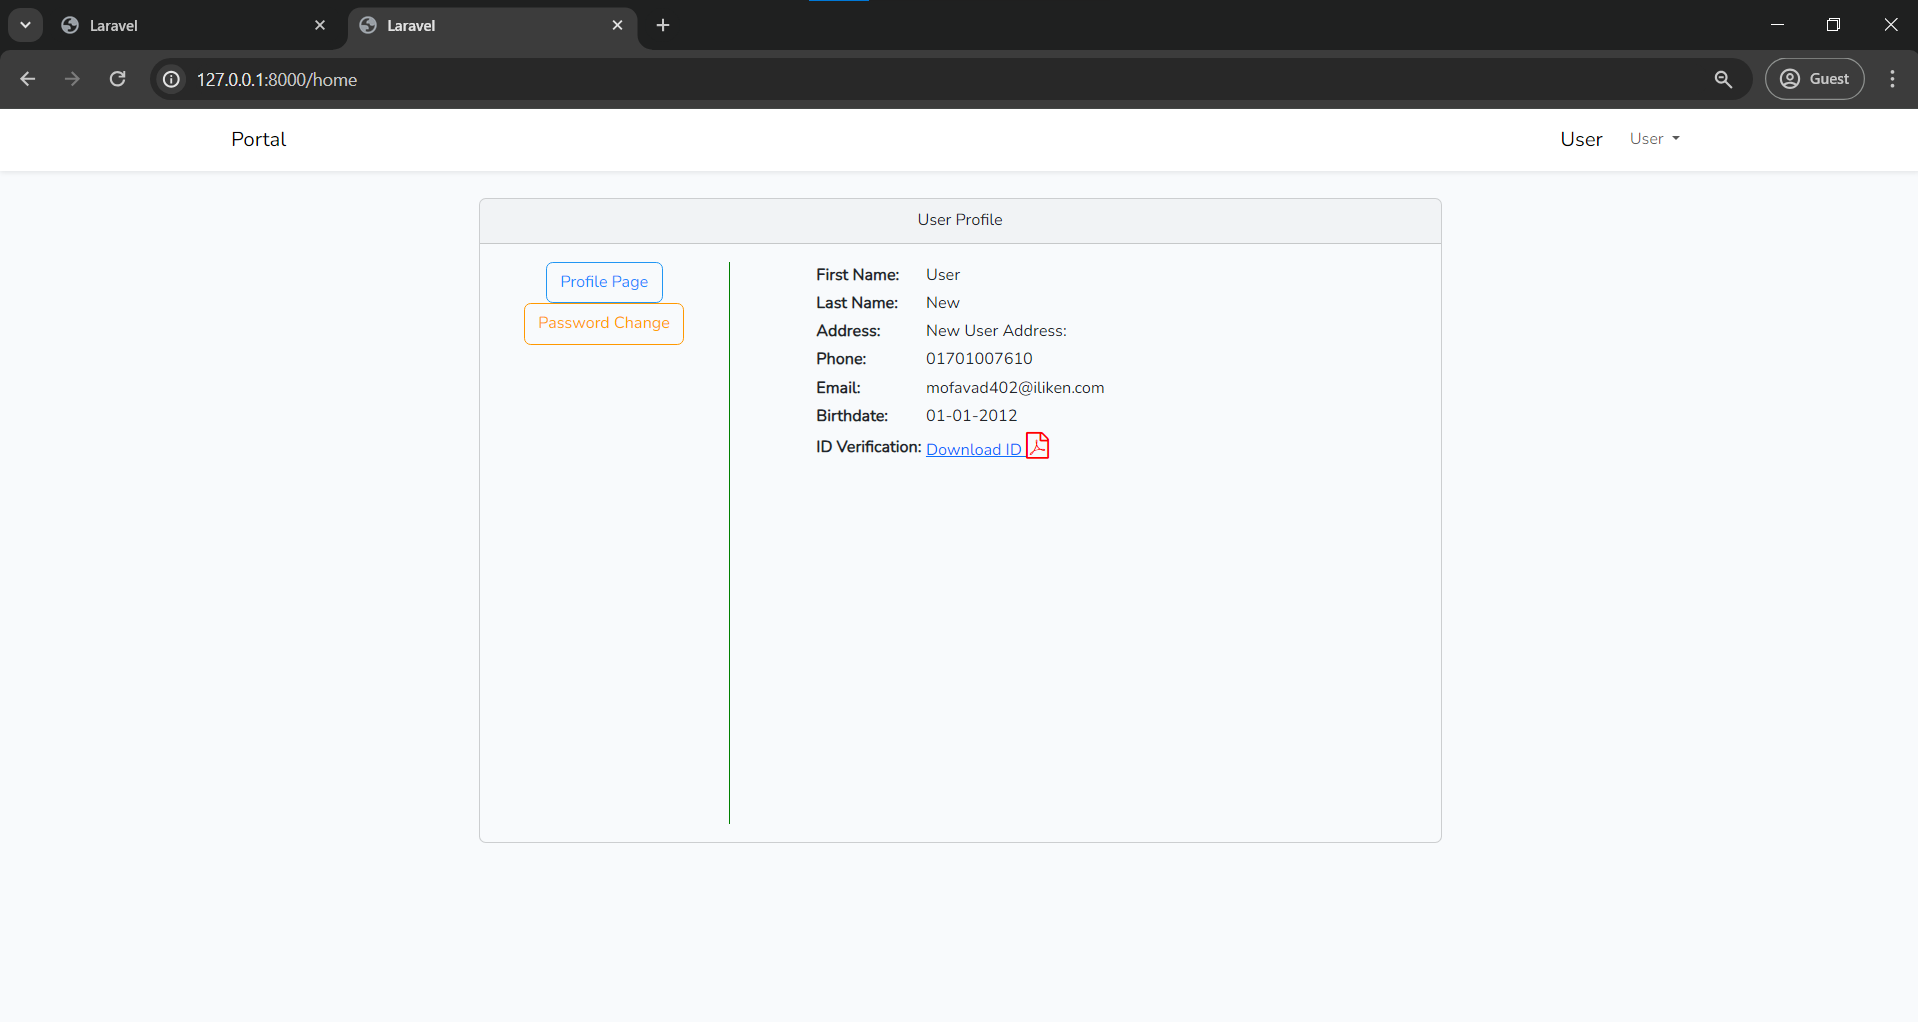 Laravel
Laravel
127.0.0.1:8000/home
Guest
Portal
User
User
User Profile
Profile Page
Password Change
First Name: User
Last Name: New
Address: New User Address:
Phone: 01701007610
Email: mofavad402@iliken.com
Birthdate: 01-01-2012
ID Verification: Download ID